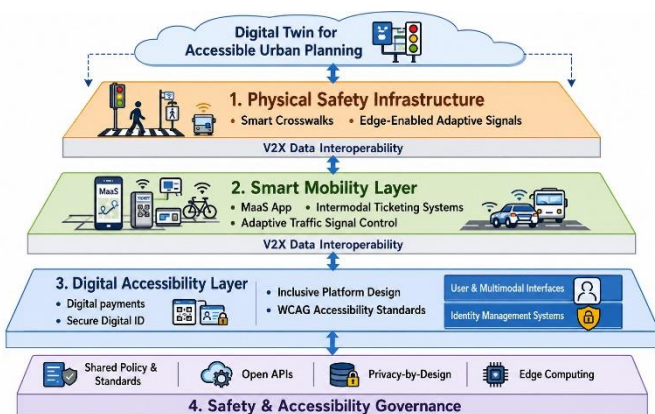 Digital Twin for
Accessible Urban Planning
1. Physical Safety Infrastructure
• Smart Crosswalks • Edge-Enabled Adaptive Signals
V2X Data Interoperability
MaaS
2. Smart Mobility Layer
• MaaS App • Intermodal Ticketing Systems
• Adaptive Traffic Signal Control
V2X Data Interoperability
3. Digital Accessibility Layer
• Digital payments
• Secure Digital ID
• Inclusive Platform Design
• WCAG Accessibility Standards
User & Multimodal Interfaces
Identity Management Systems
Shared Policy &
Standards
Open APIs
Privacy-by-Design
Edge Computing
4. Safety & Accessibility Governance